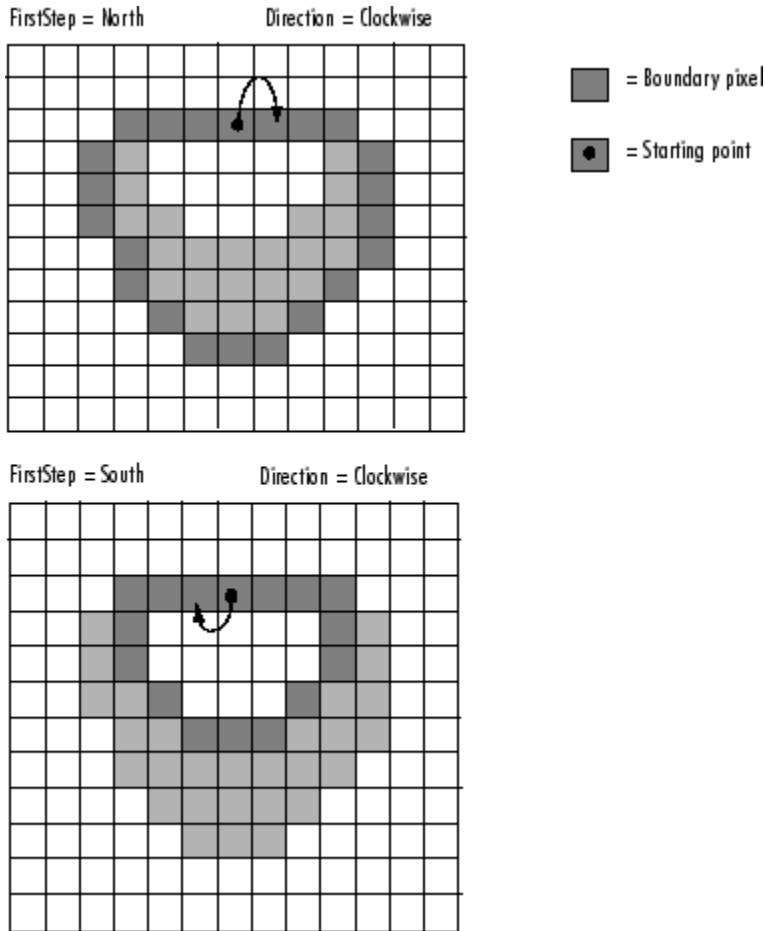 FirstStep = North
Direction = Clockwise
= Boundary pixel
= Starting point
FirstStep = South
Direction = Clockwise